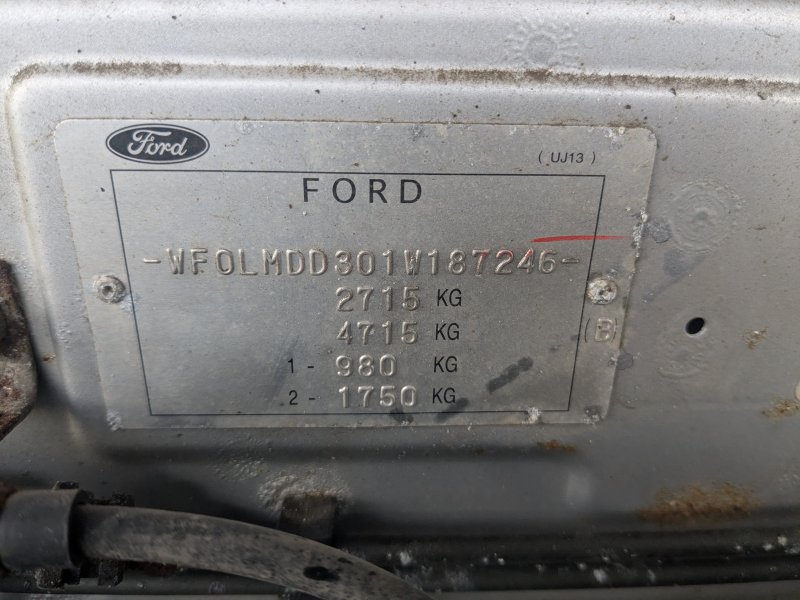 Ford
( UJ13 )
FORD
-WF0LMDD301W187246-
2715 KG
4715 KG
(B)
1 - 980 KG
2 - 1750 KG